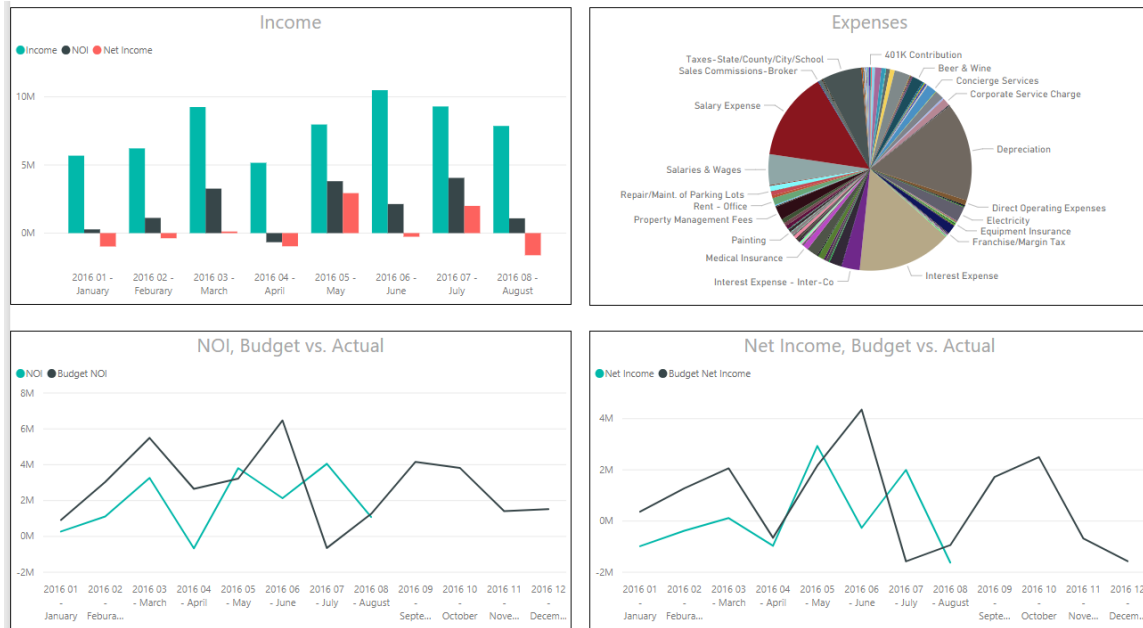 Income
Income NOI Net Income
10M
5M
0M
2016 01 - 2016 02 - 2016 03 - 2016 04 - 2016 05 - 2016 06 - 2016 07 - 2016 08 -
January Feburary March April May June July August
Expenses
Taxes-State/County/City/School
Sales Commissions-Broker
Salary Expense
Salaries & Wages
Repair/Maint. of Parking Lots
Rent - Office
Property Management Fees
Painting
Medical Insurance
Interest Expense - Inter-Co
401K Contribution
Beer & Wine
Concierge Services
Corporate Service Charge
Depreciation
Direct Operating Expenses
Electricity
Equipment Insurance
Franchise/Margin Tax
Interest Expense
NOI, Budget vs. Actual
NOI Budget NOI
8M
6M
4M
2M
0M
-2M
2016 01 2016 02 2016 03 2016 04 2016 05 2016 06 2016 07 2016 08 2016 09 2016 10 2016 11 2016 12
- - - March - April - May - June - July - August - - - -
January Febura... Septe... October Nove... Decem...
Net Income, Budget vs. Actual
Net Income Budget Net Income
4M
2M
0M
-2M
2016 01 2016 02 2016 03 2016 04 2016 05 2016 06 2016 07 2016 08 2016 09 2016 10 2016 11 2016 12
- - - March - April - May - June - July - August - - - -
January Febura... Septe... October Nove... Decem...